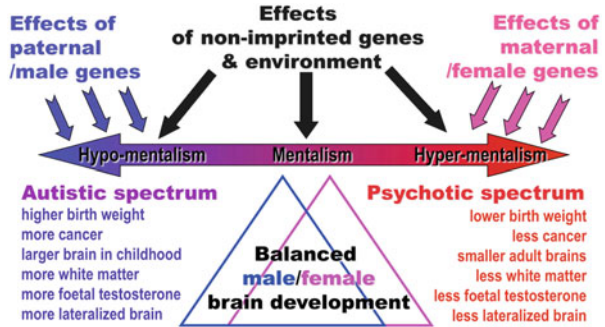 Effects of
paternal
/male genes
Effects
of non-imprinted genes
& environment
Effects of
maternal
/female genes
Hypo-mentalism
Mentalism
Hyper-mentalism
Autistic spectrum
higher birth weight
more cancer
larger brain in childhood
more white matter
more foetal testosterone
more lateralized brain
Balanced
male/female
brain development
Psychotic spectrum
lower birth weight
less cancer
smaller adult brains
less white matter
less foetal testosterone
less lateralized brain